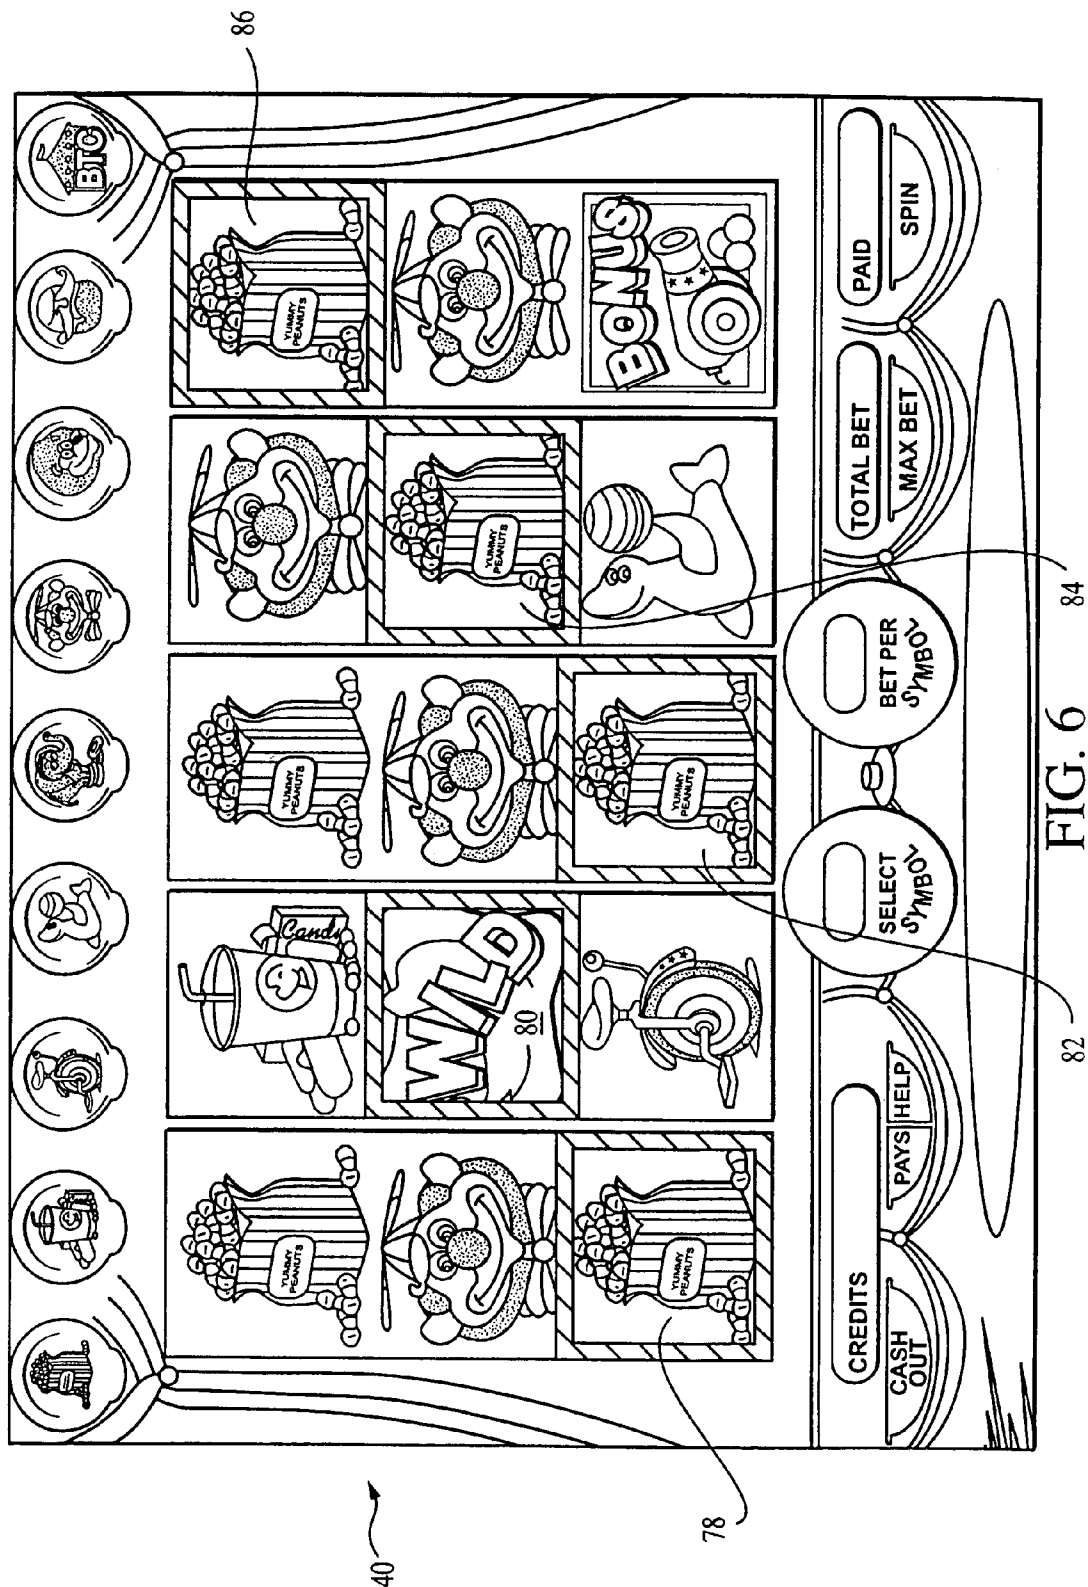 BTC
86
YUMMY
PEANUTS
Candy
YUMMY
PEANUTS
YUMMY
PEANUTS
40
WILD
80
YUMMY
PEANUTS
YUMMY
PEANUTS
YUMMY
PEANUTS
BONUS
78
CREDITS
TOTAL BET
PAID
CASH
OUT
PAYS
HELP
SELECT
SYMBOL
BET PER
SYMBOL
MAX BET
SPIN
82
84
FIG. 6